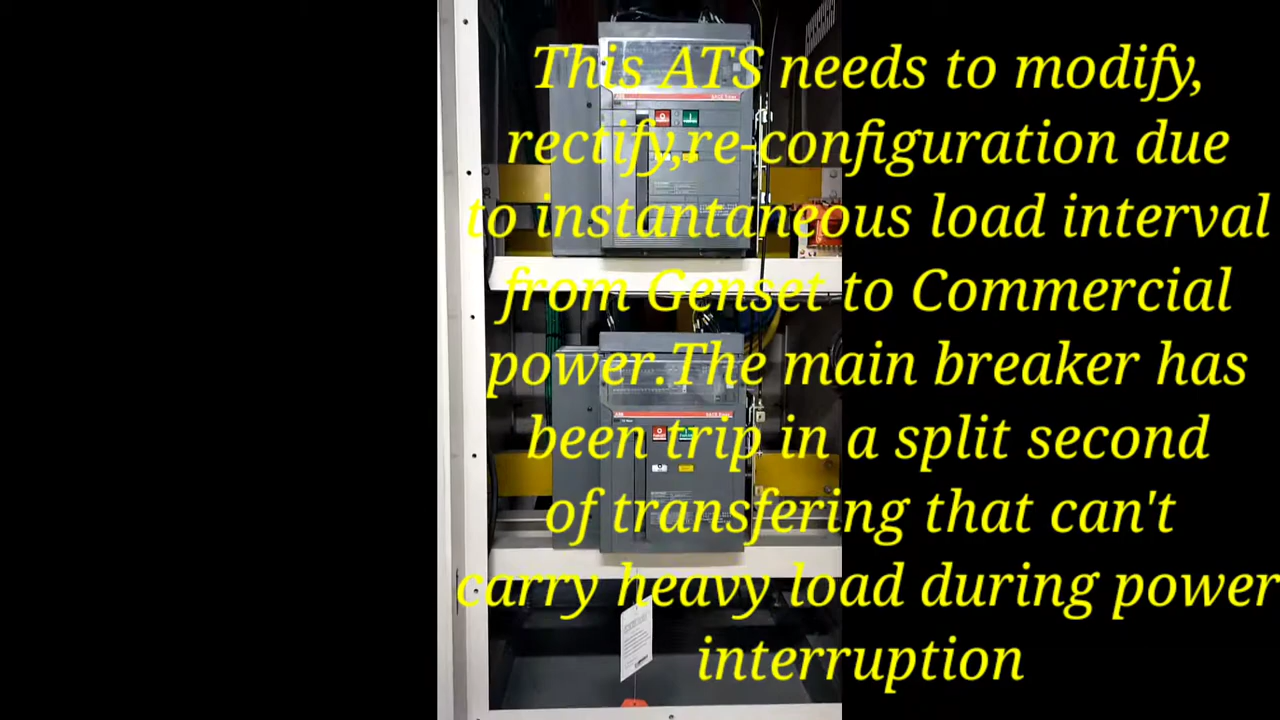 This ATS needs to modify,
rectify,re-configuration due
to instantaneous load interval
from Genset to Commercial
power.The main breaker has
been trip in a split second
of transfering that can't
carry heavy load during power
interruption